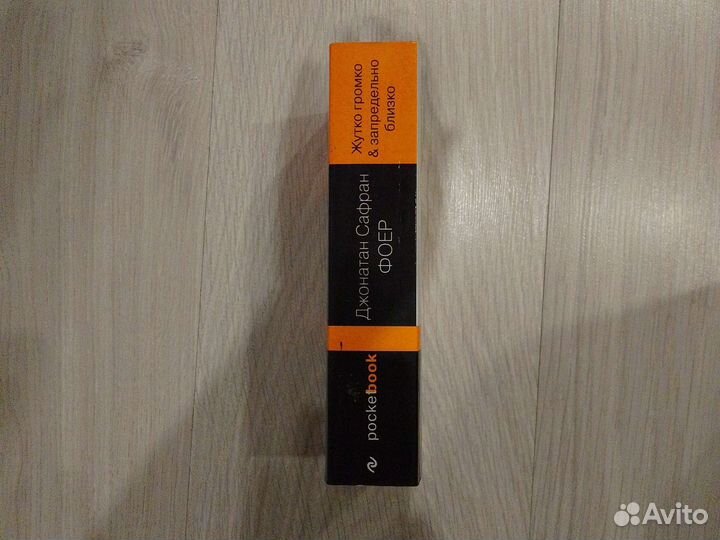 Жутко громко
& запредельно
близко
Джонатан Сафран
ФОЕР
pocketbook
Avito